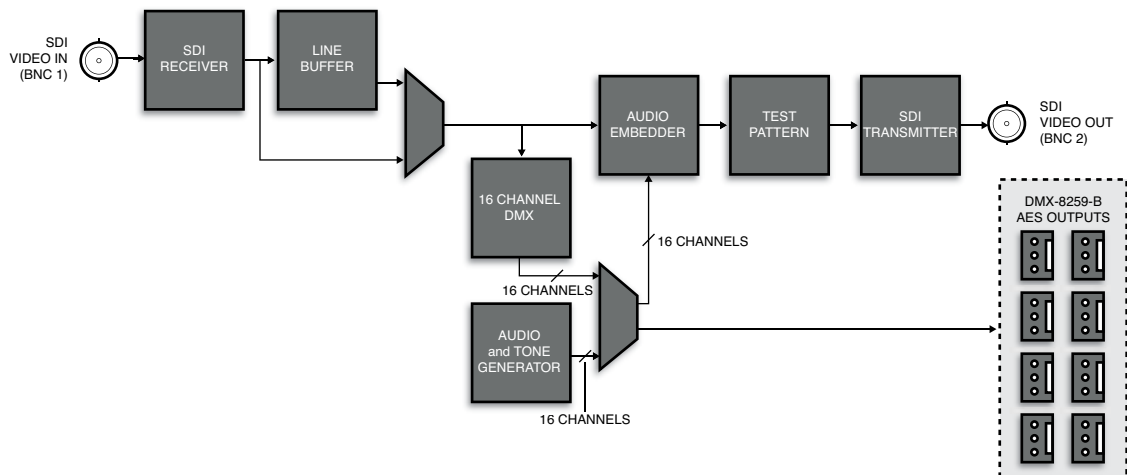 SDI
VIDEO IN
(BNC 1)
SDI
RECEIVER
LINE
BUFFER
AUDIO
EMBEDDER
TEST
PATTERN
SDI
TRANSMITTER
SDI
VIDEO OUT
(BNC 2)
16 CHANNEL
DMX
16 CHANNELS
16 CHANNELS
AUDIO
and TONE
GENERATOR
16 CHANNELS
DMX-8259-B
AES OUTPUTS